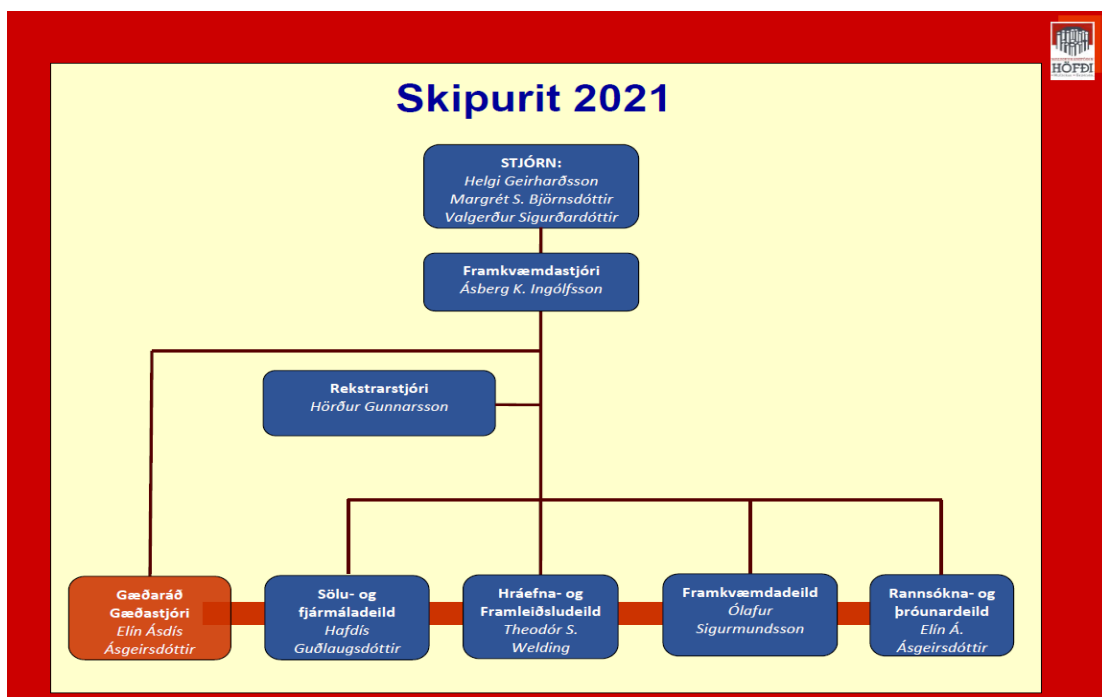 HÖFÐI
Skipurit 2021
STJÓRN:
Helgi Geirharðsson
Margrét S. Björnsdóttir
Valgerður Sigurðardóttir
Framkvæmdastjóri
Ásberg K. Ingólfsson
Rekstrarstjóri
Hörður Gunnarsson
Gæðaráð
Gæðastjóri
Elín Ásdís
Ásgeirsdóttir
Sölu- og
fjármáladeild
Hafdís
Guðlaugsdóttir
Hráefna- og
Framleiðsludeild
Theodór S.
Welding
Framkvæmdadeild
Ólafur
Sigurmundsson
Rannsókna- og
þróunardeild
Elín Á.
Ásgeirsdóttir